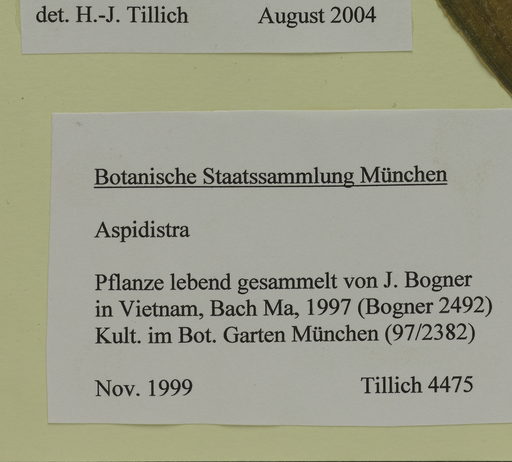 det. H.-J. Tillich August 2004
Botanische Staatssammlung München
Aspidistra
Pflanze lebend gesammelt von J. Bogner
in Vietnam, Bach Ma, 1997 (Bogner 2492)
Kult. im Bot. Garten München (97/2382)
Nov. 1999 Tillich 4475